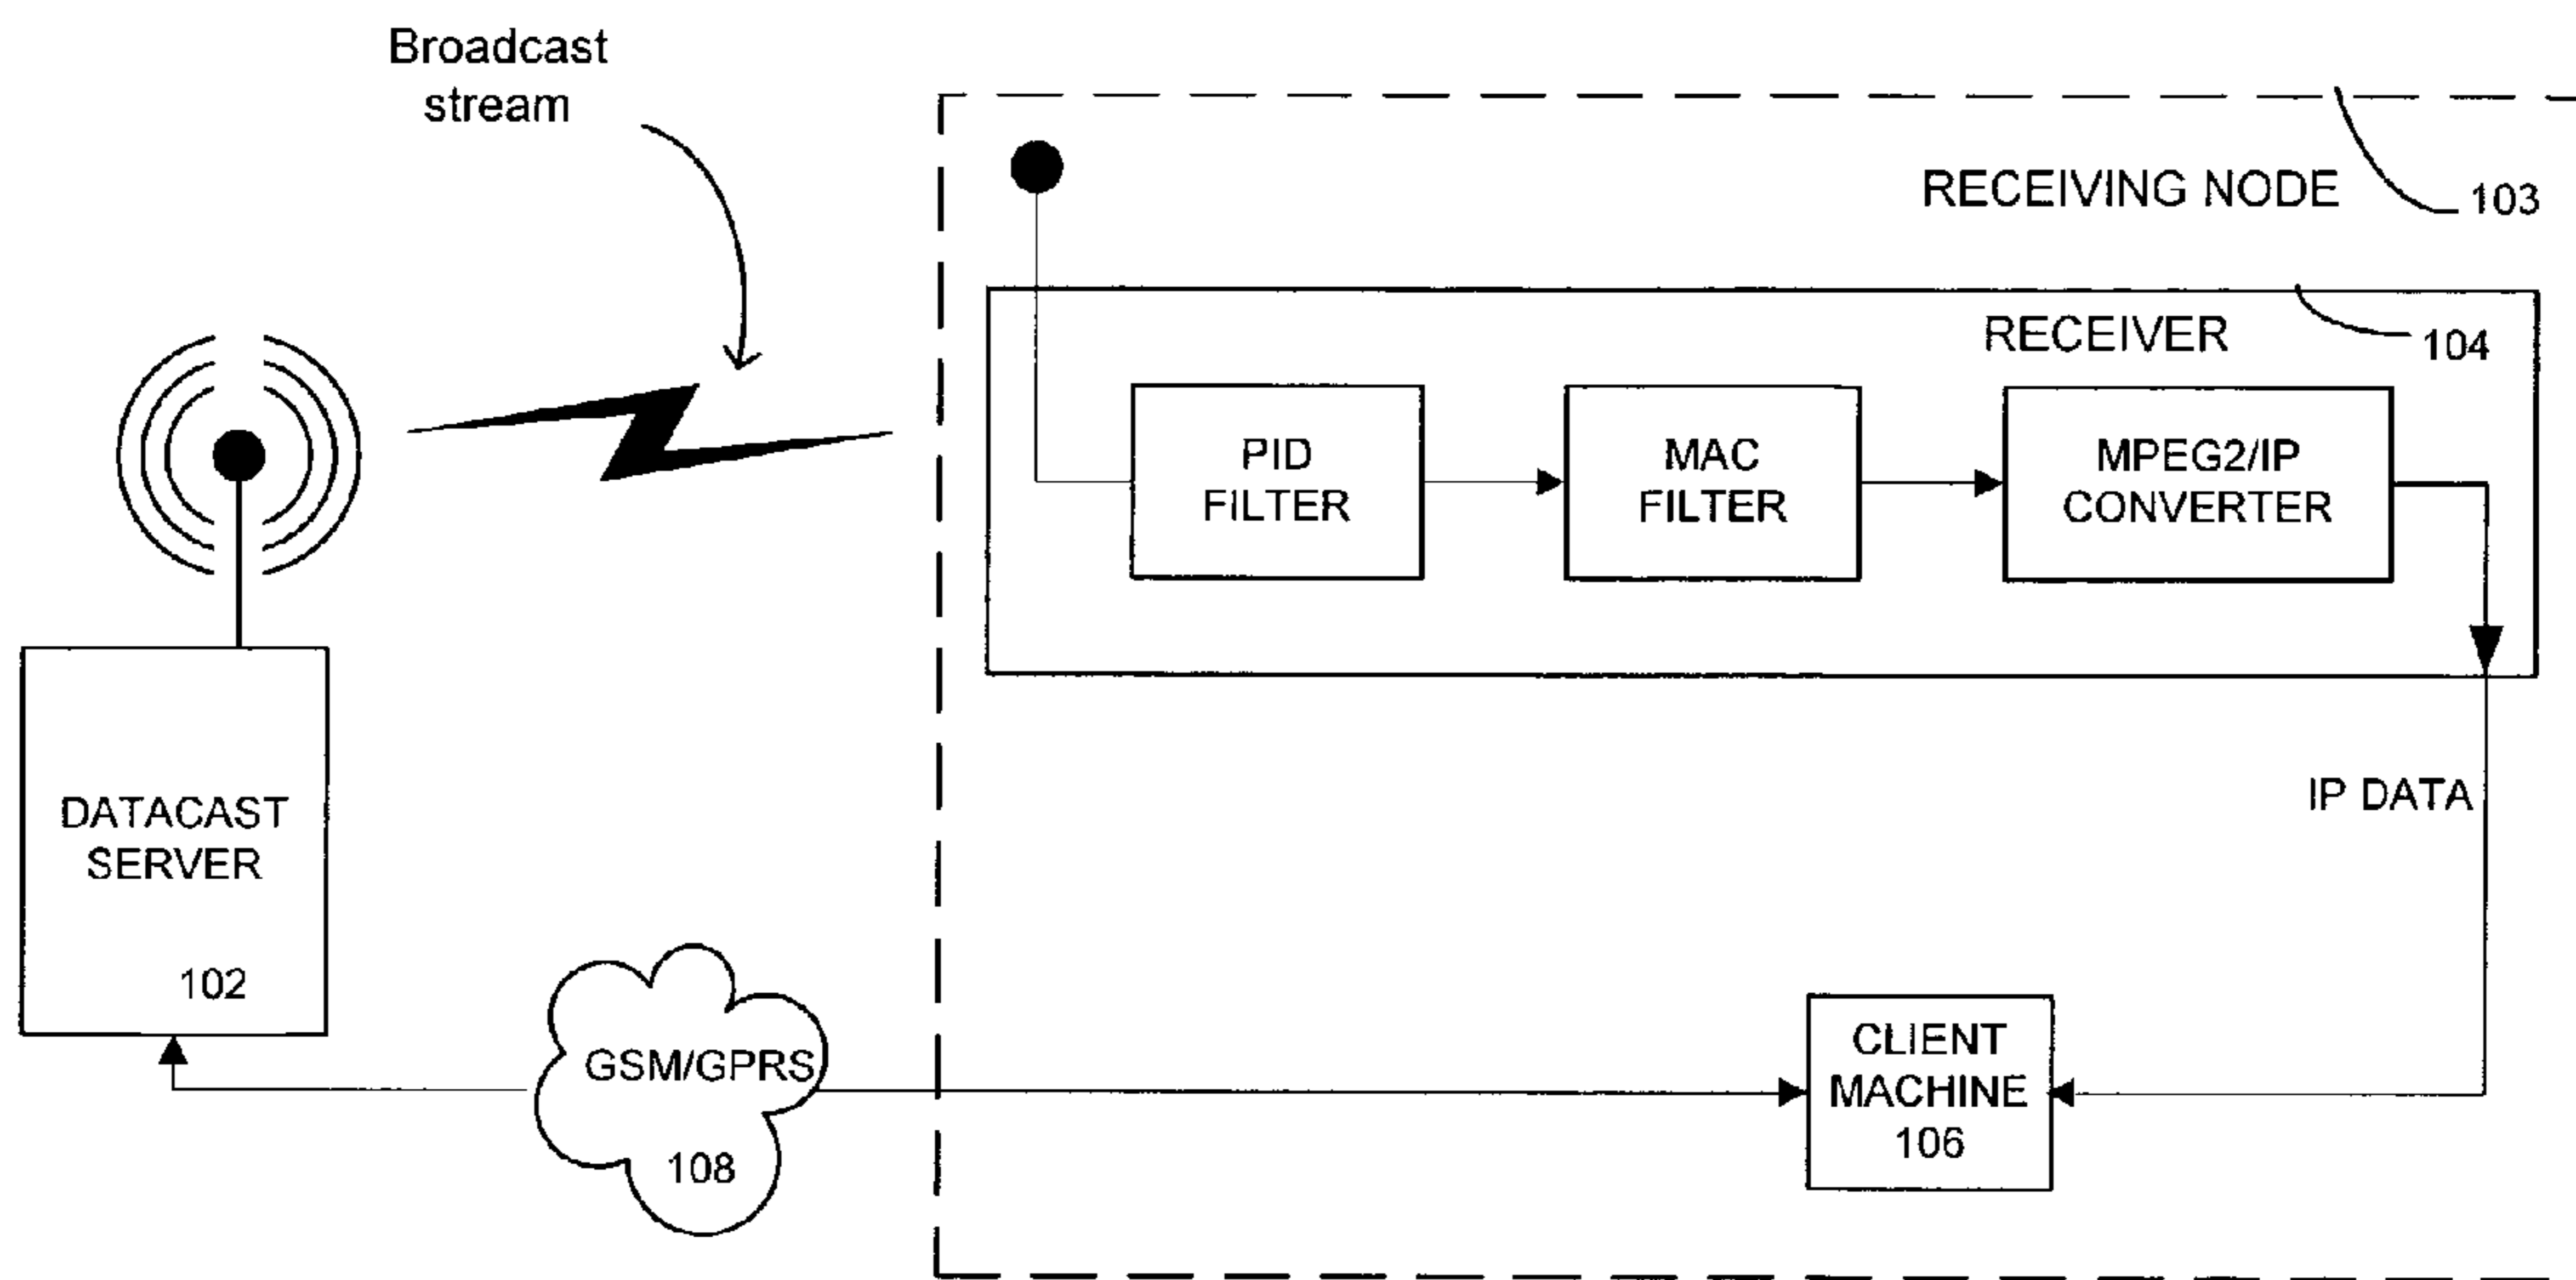 Broadcast
stream
RECEIVING NODE
103
RECEIVER
104
PID
FILTER
MAC
FILTER
MPEG2/IP
CONVERTER
DATACAST
SERVER
102
IP DATA
GSM/GPRS
108
CLIENT
MACHINE
106